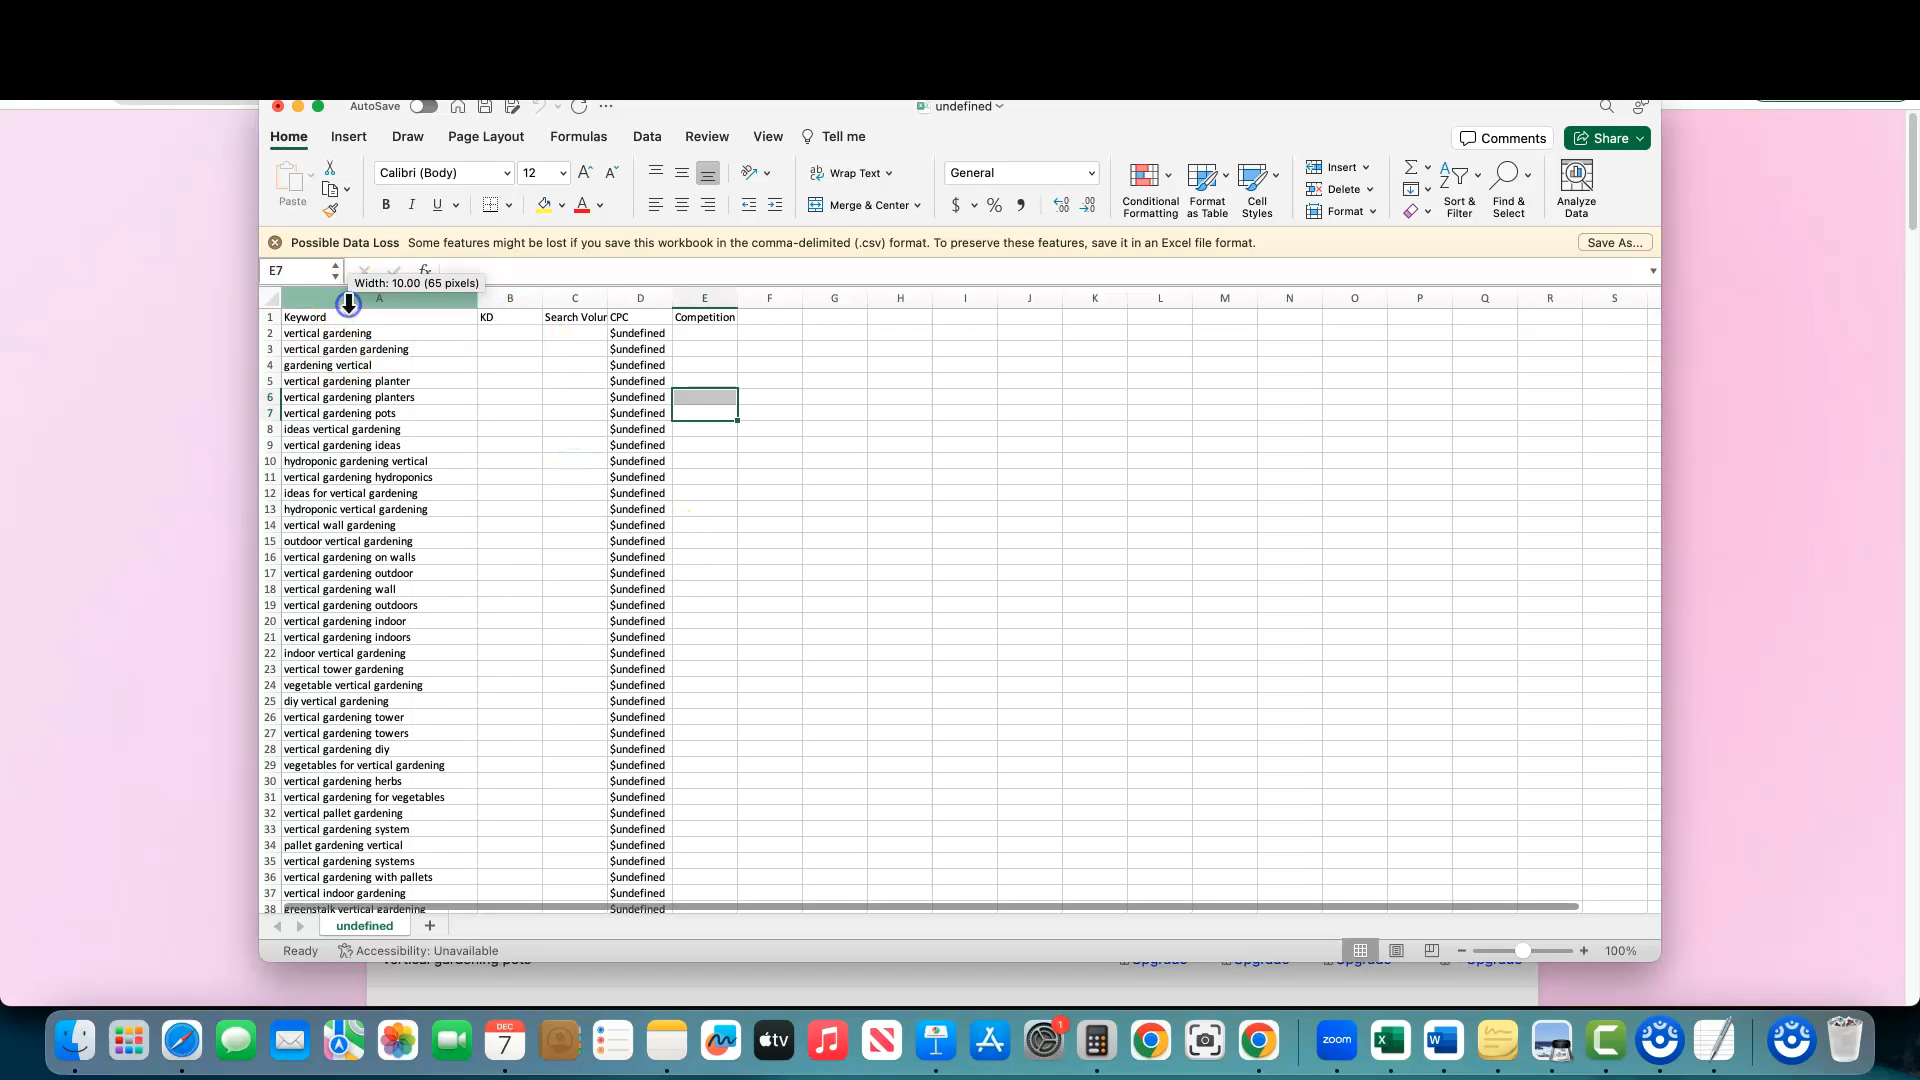 AutoSave
undefined
Home Insert Draw Page Layout Formulas Data Review View Tell me
Comments Share
Paste
Calibri (Body) 12
Wrap Text
Merge & Center
General
Conditional Formatting
Format as Table
Cell Styles
Insert
Delete
Format
Sort & Filter
Find & Select
Analyze Data
Possible Data Loss Some features might be lost if you save this workbook in the comma-delimited (.csv) format. To preserve these features, save it in an Excel file format. Save As...
E7
fx
Width: 10.00 (65 pixels)
A B C D E F G H I J K L M N O P Q R S
1 Keyword KD Search Volur CPC Competition
2 vertical gardening $undefined
3 vertical garden gardening $undefined
4 gardening vertical $undefined
5 vertical gardening planter $undefined
6 vertical gardening planters $undefined
7 vertical gardening pots $undefined
8 ideas vertical gardening $undefined
9 vertical gardening ideas $undefined
10 hydroponic gardening vertical $undefined
11 vertical gardening hydroponics $undefined
12 ideas for vertical gardening $undefined
13 hydroponic vertical gardening $undefined
14 vertical wall gardening $undefined
15 outdoor vertical gardening $undefined
16 vertical gardening on walls $undefined
17 vertical gardening outdoor $undefined
18 vertical gardening wall $undefined
19 vertical gardening outdoors $undefined
20 vertical gardening indoor $undefined
21 vertical gardening indoors $undefined
22 indoor vertical gardening $undefined
23 vertical tower gardening $undefined
24 vegetable vertical gardening $undefined
25 diy vertical gardening $undefined
26 vertical gardening tower $undefined
27 vertical gardening towers $undefined
28 vertical gardening diy $undefined
29 vegetables for vertical gardening $undefined
30 vertical gardening herbs $undefined
31 vertical gardening for vegetables $undefined
32 vertical pallet gardening $undefined
33 vertical gardening system $undefined
34 pallet gardening vertical $undefined
35 vertical gardening systems $undefined
36 vertical gardening with pallets $undefined
37 vertical indoor gardening $undefined
38 greenstalk vertical gardening $undefined
undefined
Ready Accessibility: Unavailable 100%
vertical gardening pots Upgrade Upgrade Upgrade Upgrade
DEC
7
tv
1
zoom
X
W